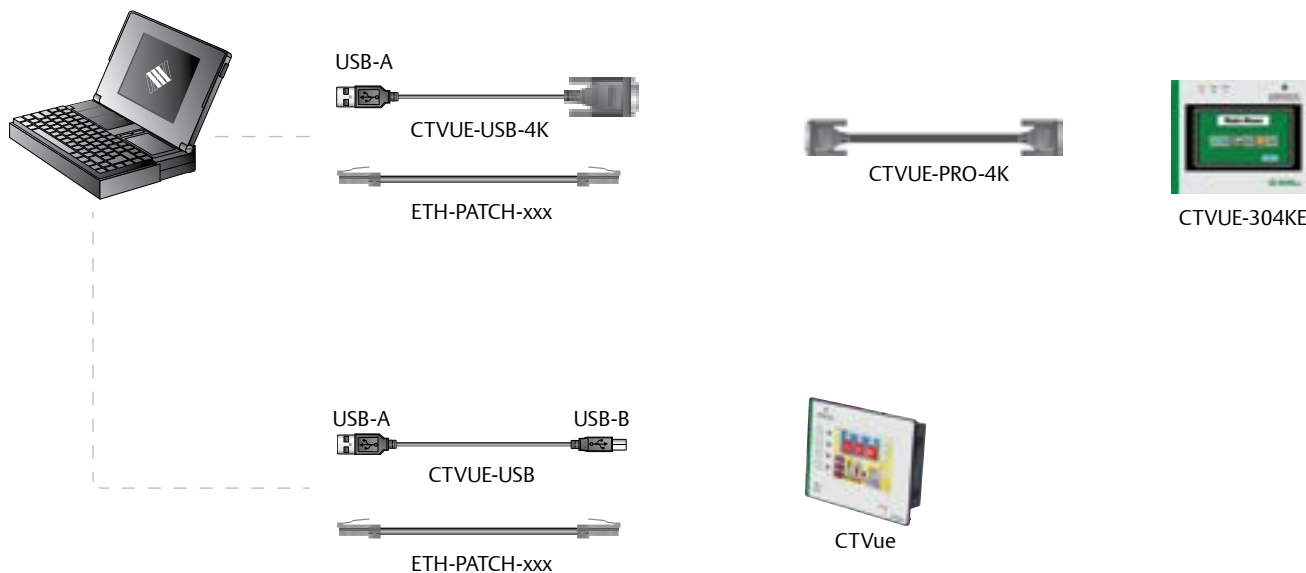 USB-A
CTVUE-USB-4K
ETH-PATCH-xxx
CTVUE-PRO-4K
CTVUE-304KE
USB-A
USB-B
CTVUE-USB
ETH-PATCH-xxx
CTVue